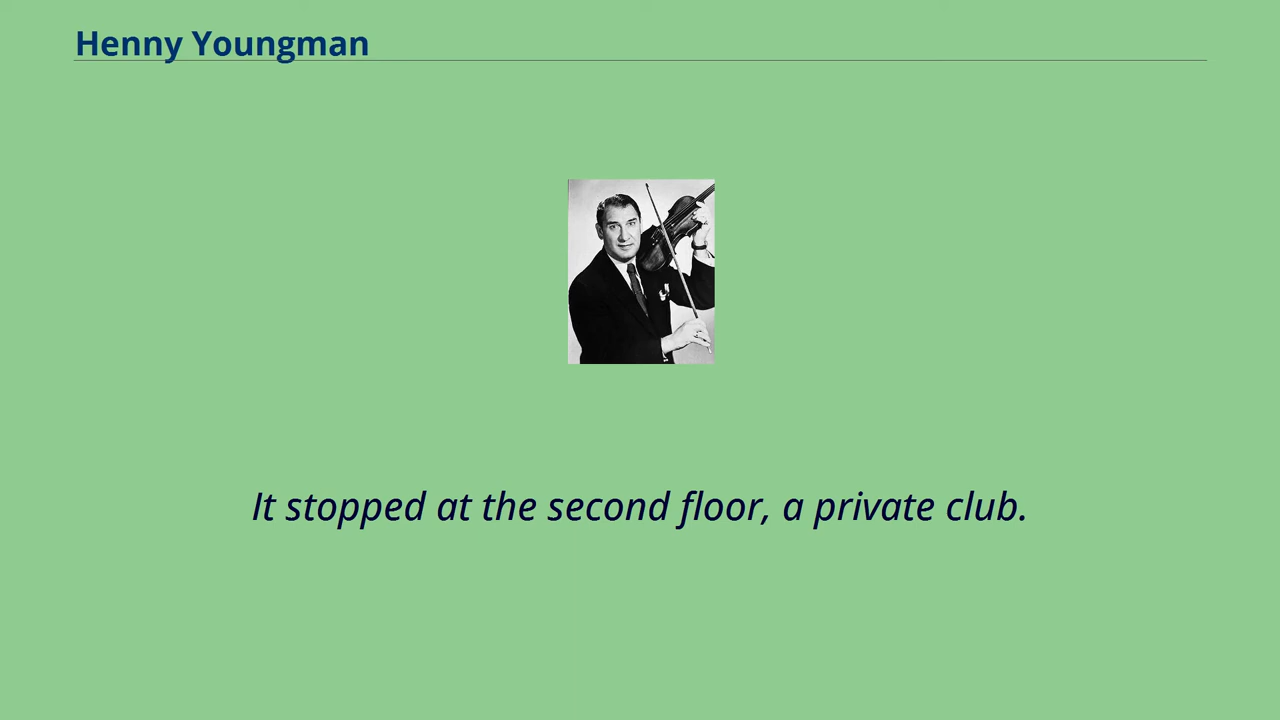 Henny Youngman
It stopped at the second floor, a private club.